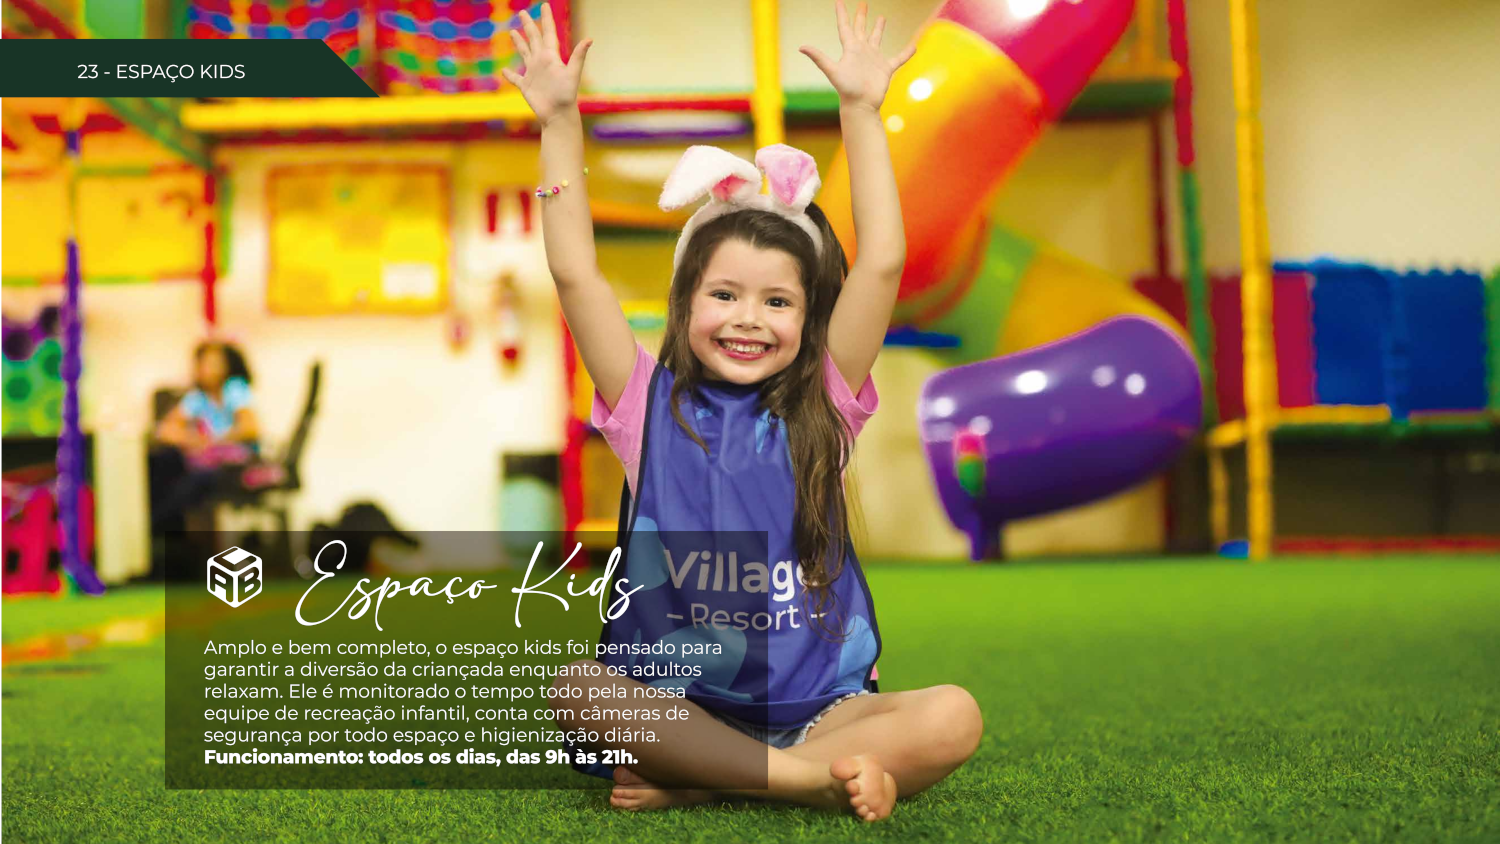 23 - ESPAÇO KIDS
Espaço Kids
Village
- Resort -
Amplo e bem completo, o espaço kids foi pensado para
garantir a diversão da criançada enquanto os adultos
relaxam. Ele é monitorado o tempo todo pela nossa
equipe de recreação infantil, conta com câmeras de
segurança por todo espaço e higienização diária.
Funcionamento: todos os dias, das 9h às 21h.